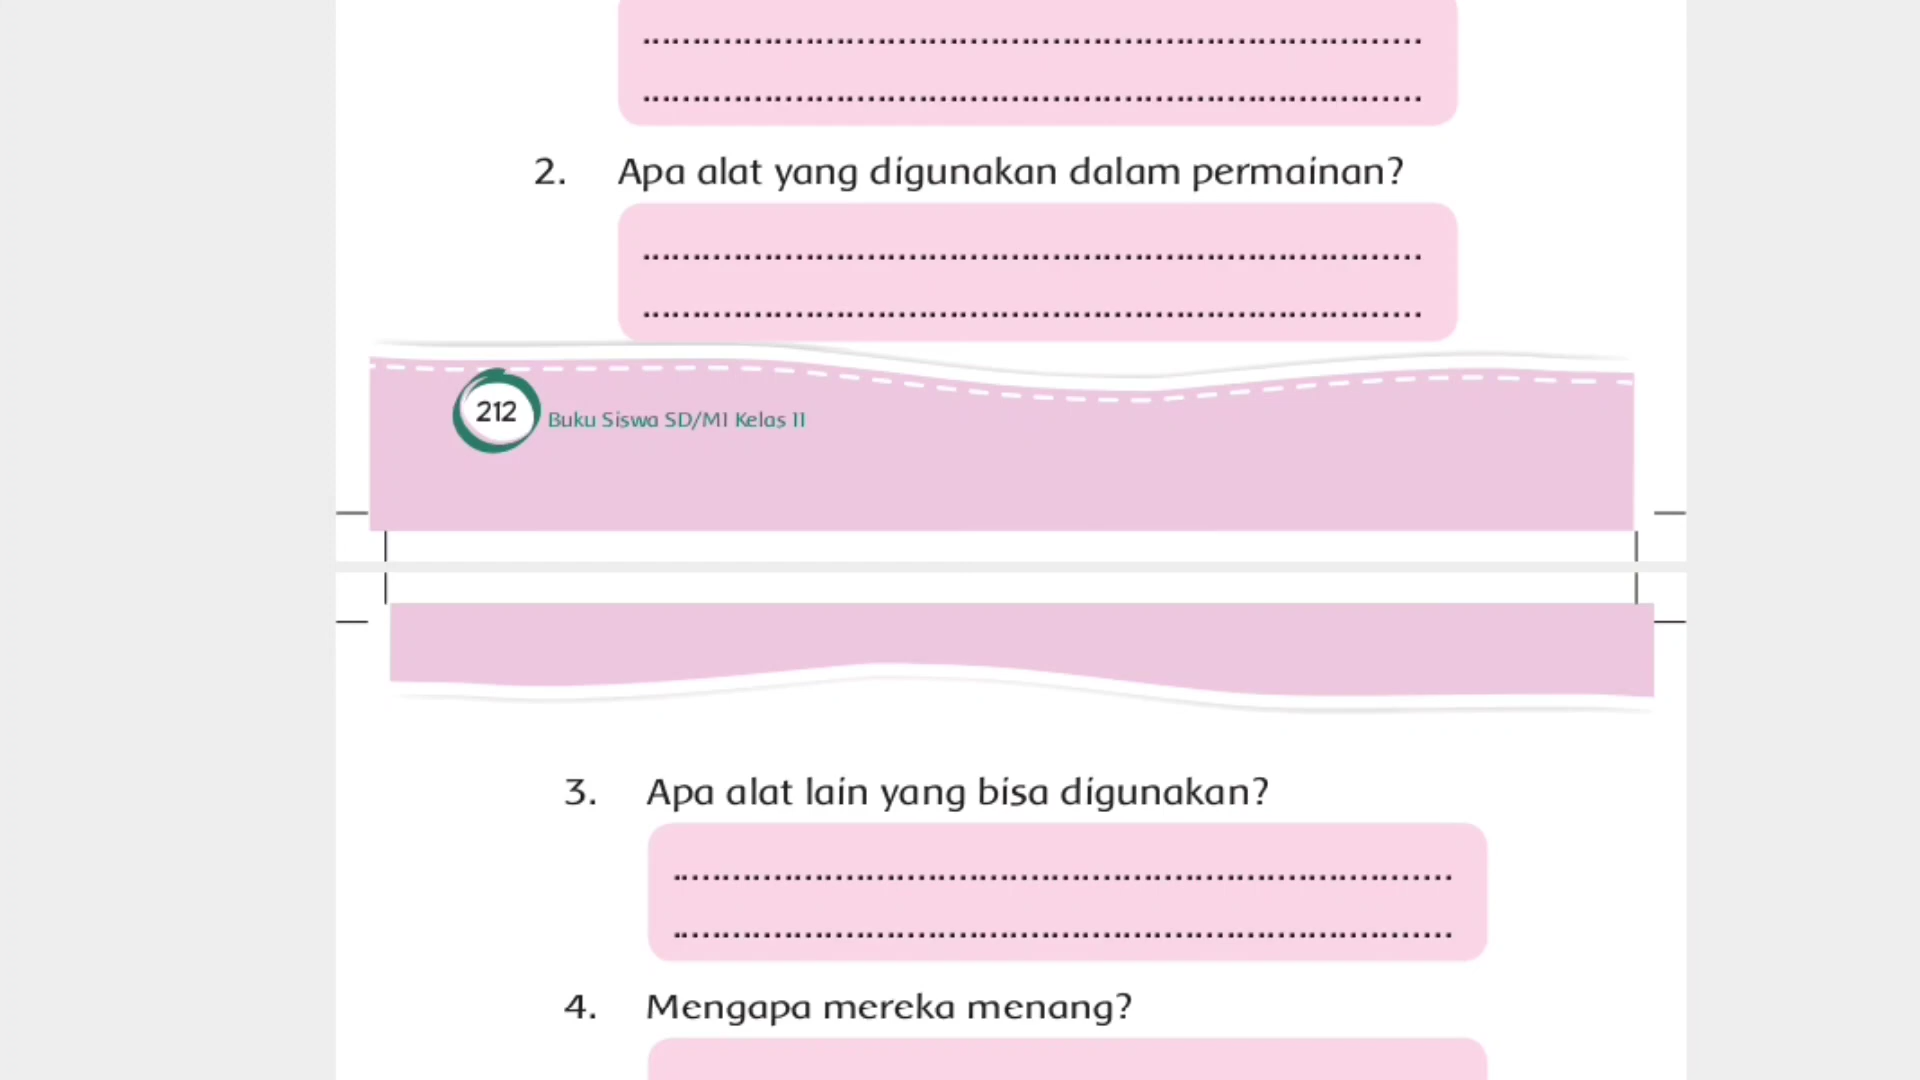 2. Apa alat yang digunakan dalam permainan?
212 Buku Siswa SD/MI Kelas II
3. Apa alat lain yang bisa digunakan?
4. Mengapa mereka menang?